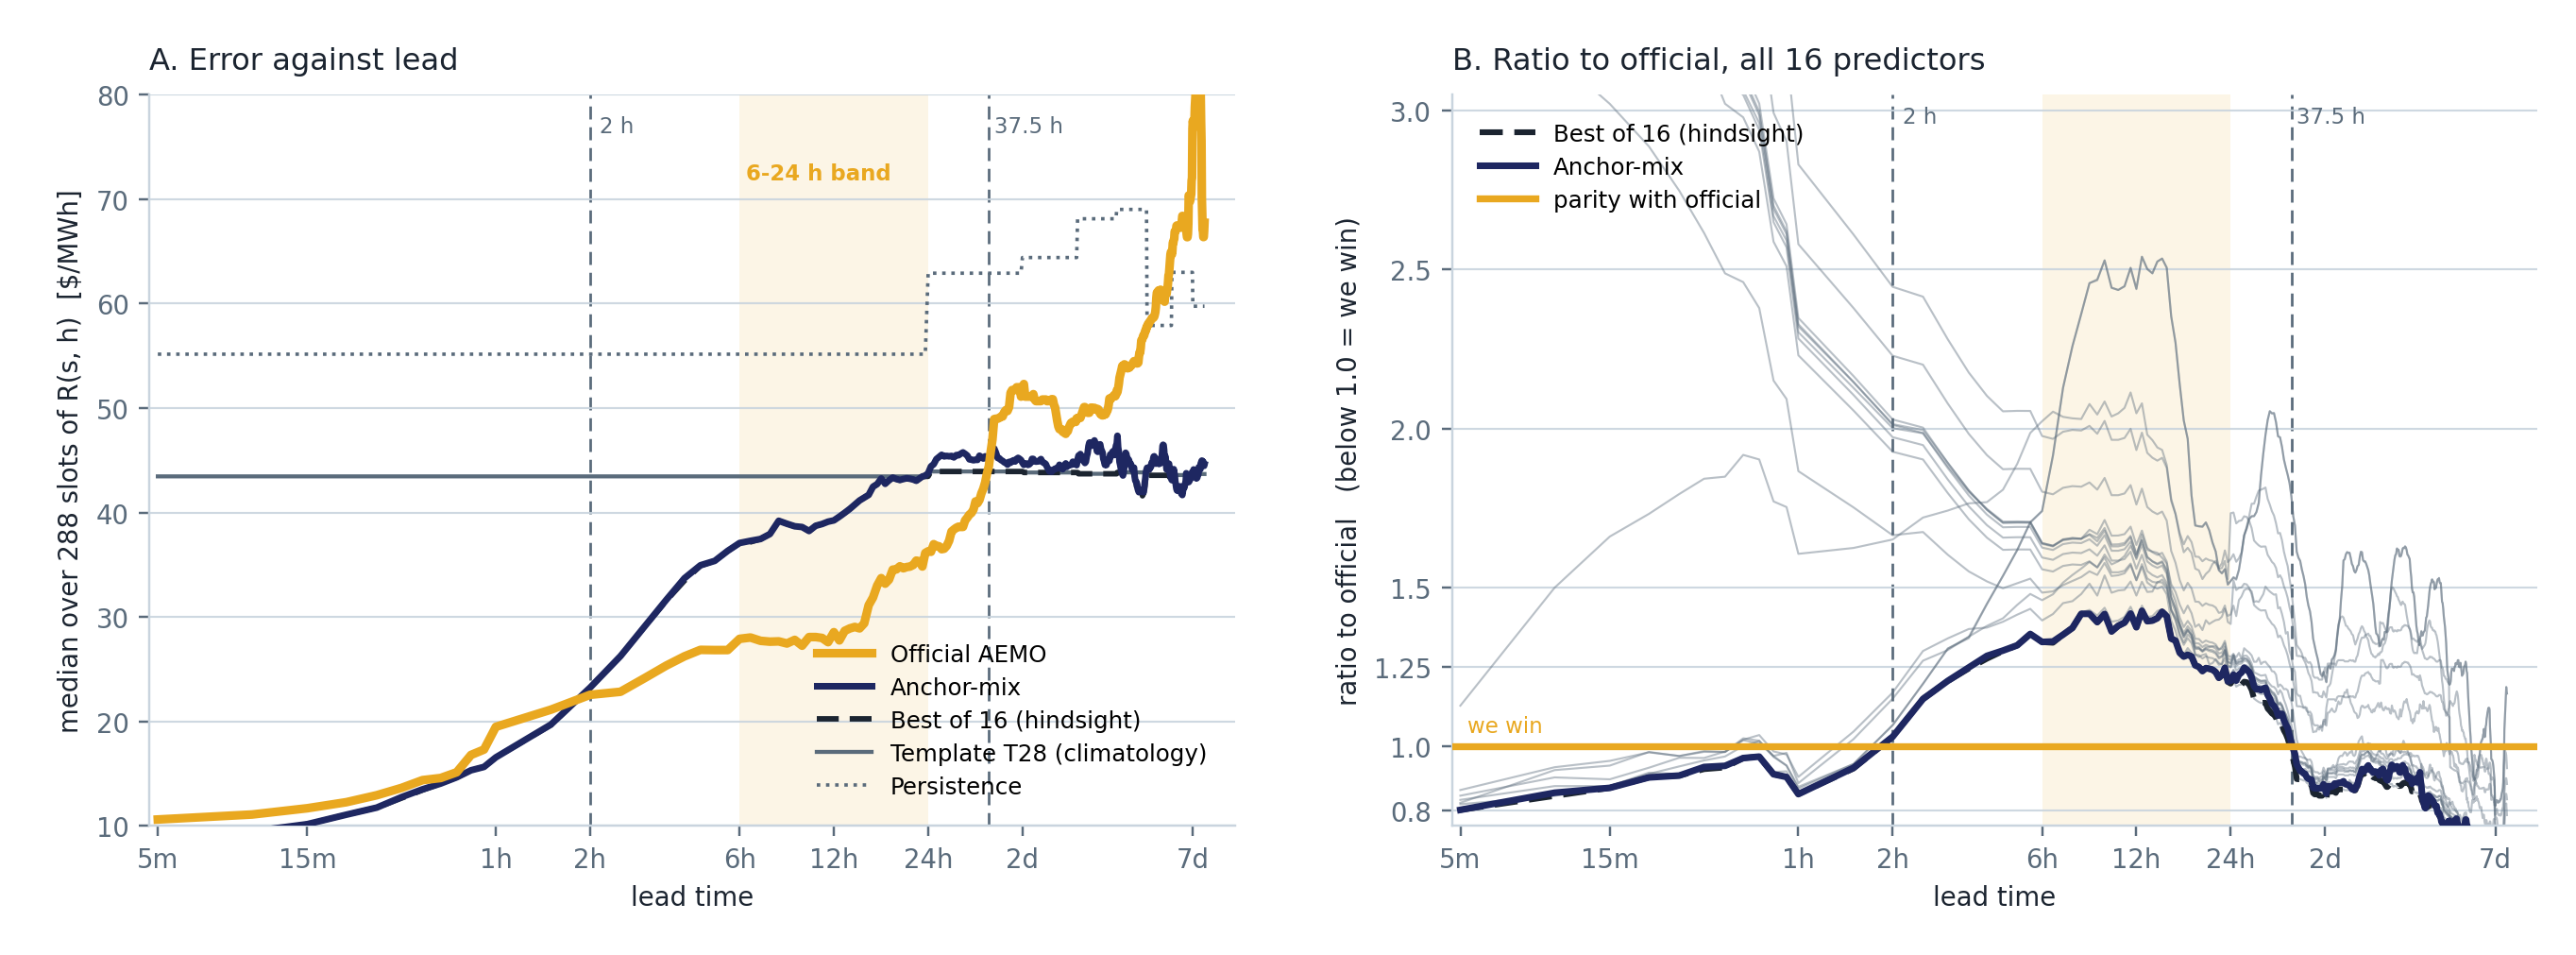 A. Error against lead
median over 288 slots of R(s, h)  [$/MWh]
80
70
60
50
40
30
20
10
2 h
6-24 h band
37.5 h
Official AEMO
Anchor-mix
Best of 16 (hindsight)
Template T28 (climatology)
Persistence
5m
15m
1h
2h
6h
12h
24h
2d
7d
lead time
B. Ratio to official, all 16 predictors
ratio to official   (below 1.0 = we win)
3.0
2.5
2.0
1.5
1.25
1.0
0.8
Best of 16 (hindsight)
Anchor-mix
parity with official
2 h
37.5 h
we win
5m
15m
1h
2h
6h
12h
24h
2d
7d
lead time